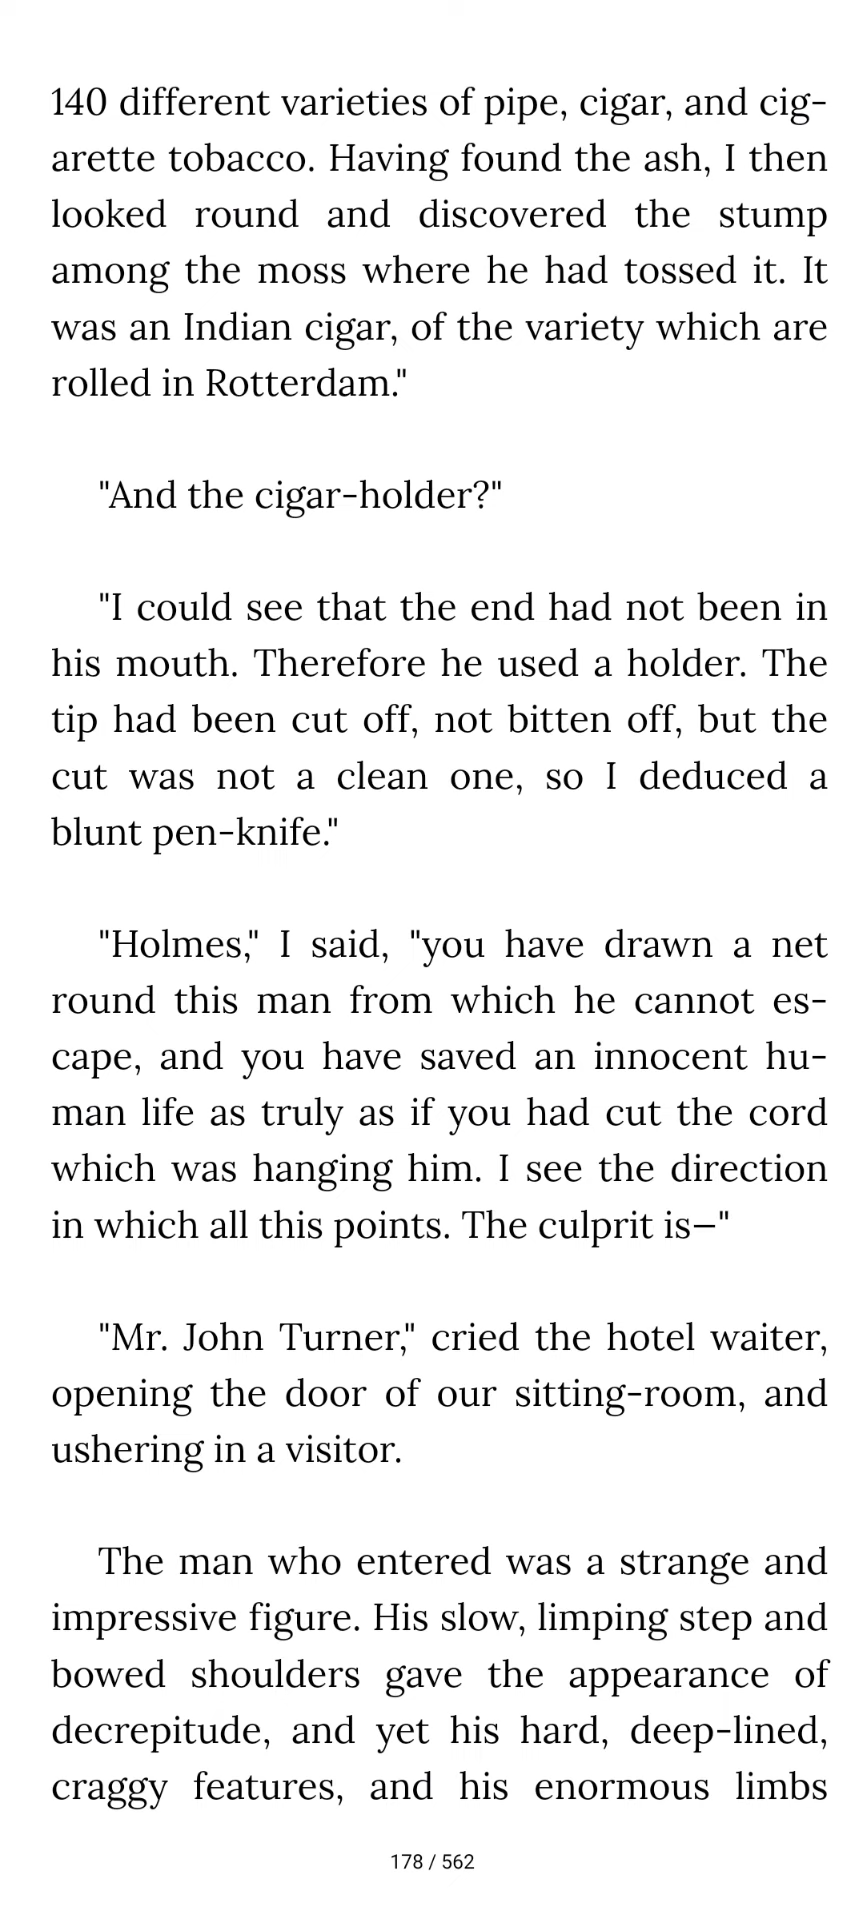 140 different varieties of pipe, cigar, and cig-
arette tobacco. Having found the ash, I then
looked round and discovered the stump
among the moss where he had tossed it. It
was an Indian cigar, of the variety which are
rolled in Rotterdam."
"And the cigar-holder?"
"I could see that the end had not been in
his mouth. Therefore he used a holder. The
tip had been cut off, not bitten off, but the
cut was not a clean one, so I deduced a
blunt pen-knife."
"Holmes," I said, "you have drawn a net
round this man from which he cannot es-
cape, and you have saved an innocent hu-
man life as truly as if you had cut the cord
which was hanging him. I see the direction
in which all this points. The culprit is—"
"Mr. John Turner," cried the hotel waiter,
opening the door of our sitting-room, and
ushering in a visitor.
The man who entered was a strange and
impressive figure. His slow, limping step and
bowed shoulders gave the appearance of
decrepitude, and yet his hard, deep-lined,
craggy features, and his enormous limbs
178 / 562